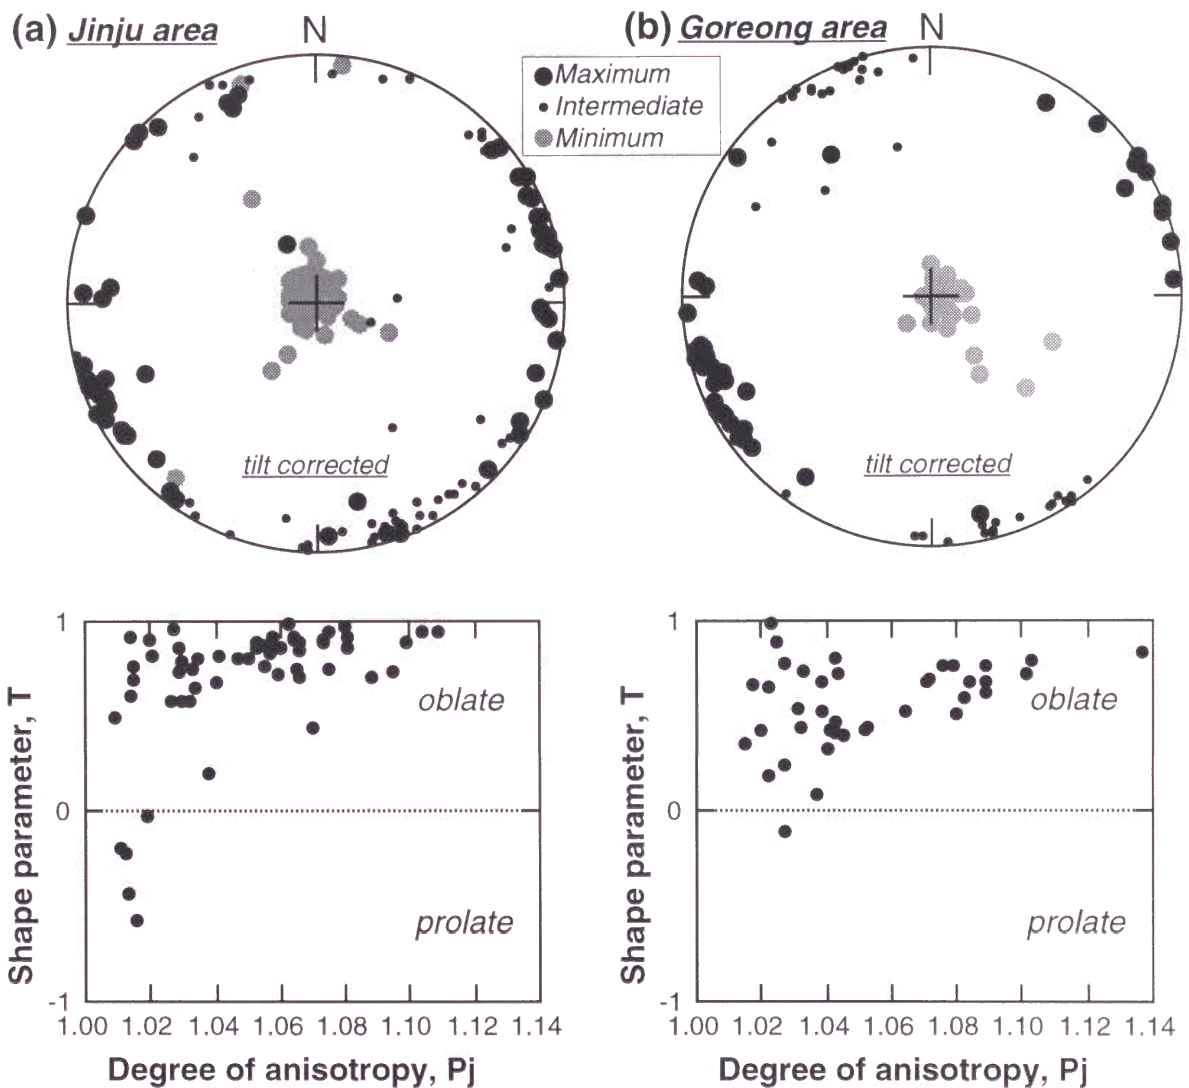 (a) Jinju area
N
Maximum
Intermediate
Minimum
(b) Goreong area
N
tilt corrected
tilt corrected
Shape parameter, T
1
0
-1
oblate
prolate
1.00 1.02 1.04 1.06 1.08 1.10 1.12 1.14
Degree of anisotropy, Pj
Shape parameter, T
1
0
-1
oblate
prolate
1.00 1.02 1.04 1.06 1.08 1.10 1.12 1.14
Degree of anisotropy, Pj